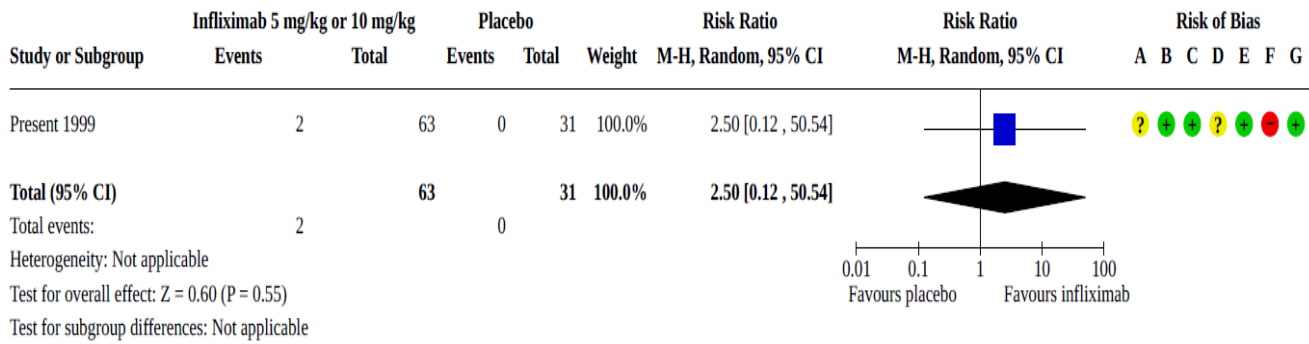 Infliximab 5 mg/kg or 10 mg/kg Placebo Risk Ratio Risk Ratio Risk of Bias
Study or Subgroup Events Total Events Total Weight M-H, Random, 95% CI M-H, Random, 95% CI A B C D E F G
Present 1999 2 63 0 31 100.0% 2.50 [0.12 , 50.54] ? + + ? + − +
Total (95% CI) 63 31 100.0% 2.50 [0.12 , 50.54]
Total events: 2 0
Heterogeneity: Not applicable
Test for overall effect: Z = 0.60 (P = 0.55)
Test for subgroup differences: Not applicable
0.01 0.1 1 10 100
Favours placebo Favours infliximab